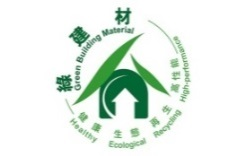 綠建材
Green Building Material
健康 生態 再生 高性能
Healthy Ecological Recycling High-performance